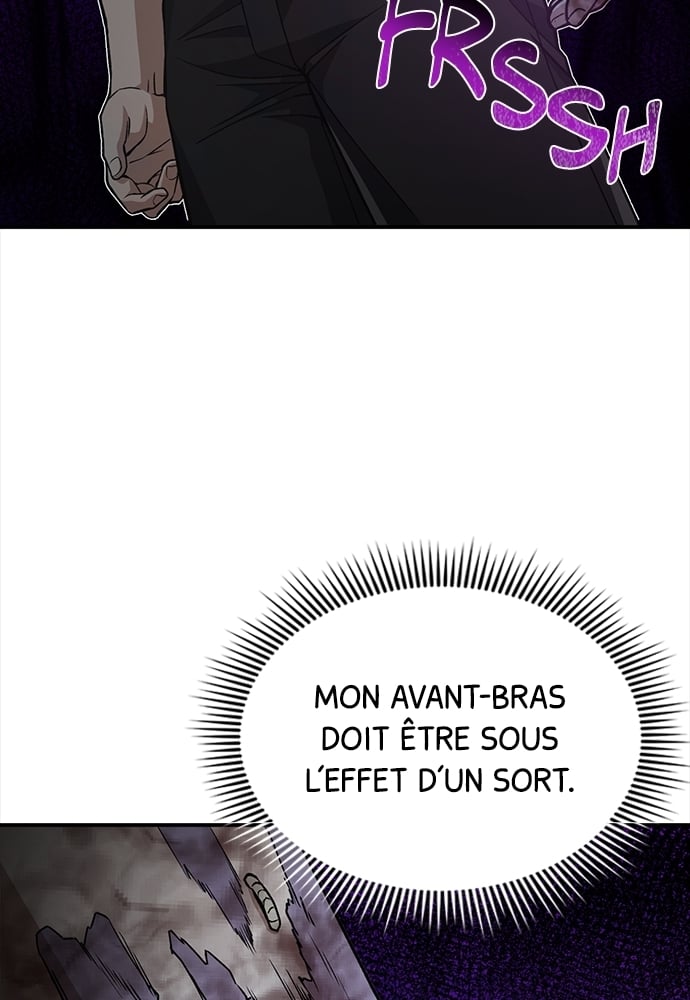 FRSSH
MON AVANT-BRAS
DOIT ÊTRE SOUS
L'EFFET D'UN SORT.